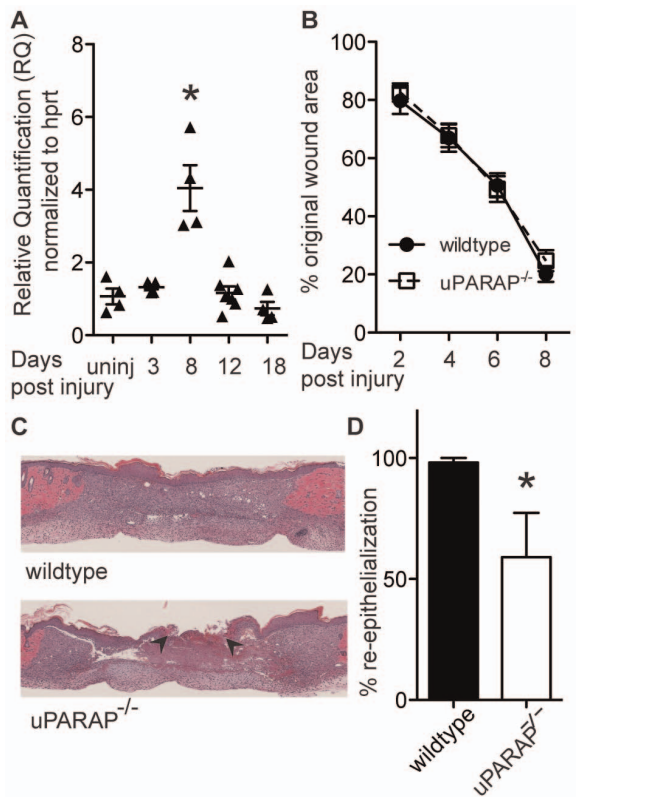 A
Relative Quantification (RQ)
normalized to hprt
8
6
4
2
0
*
Days
post injury
uninj 3 8 12 18
B
% original wound area
100
80
60
40
20
0
wildtype
uPARAP-/-
Days
post injury
2 4 6 8
C
wildtype
uPARAP-/-
D
% re-epithelialization
100
50
0
*
wildtype
uPARAP-/-